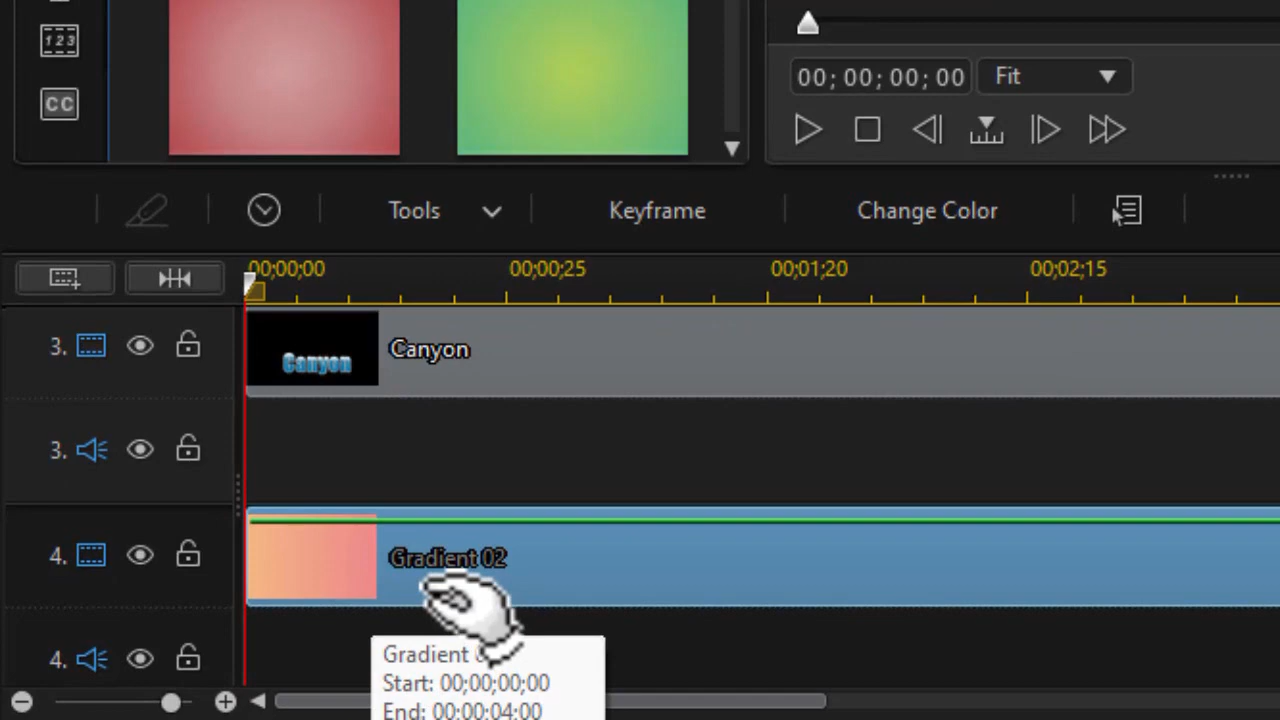 123
CC
00; 00; 00; 00 Fit
Tools Keyframe Change Color
00;00;00 00;00;25 00;01;20 00;02;15
3. Canyon Canyon
3.
4. Gradient 02
4.
Gradient
Start: 00;00;00;00
End: 00;00;04;00